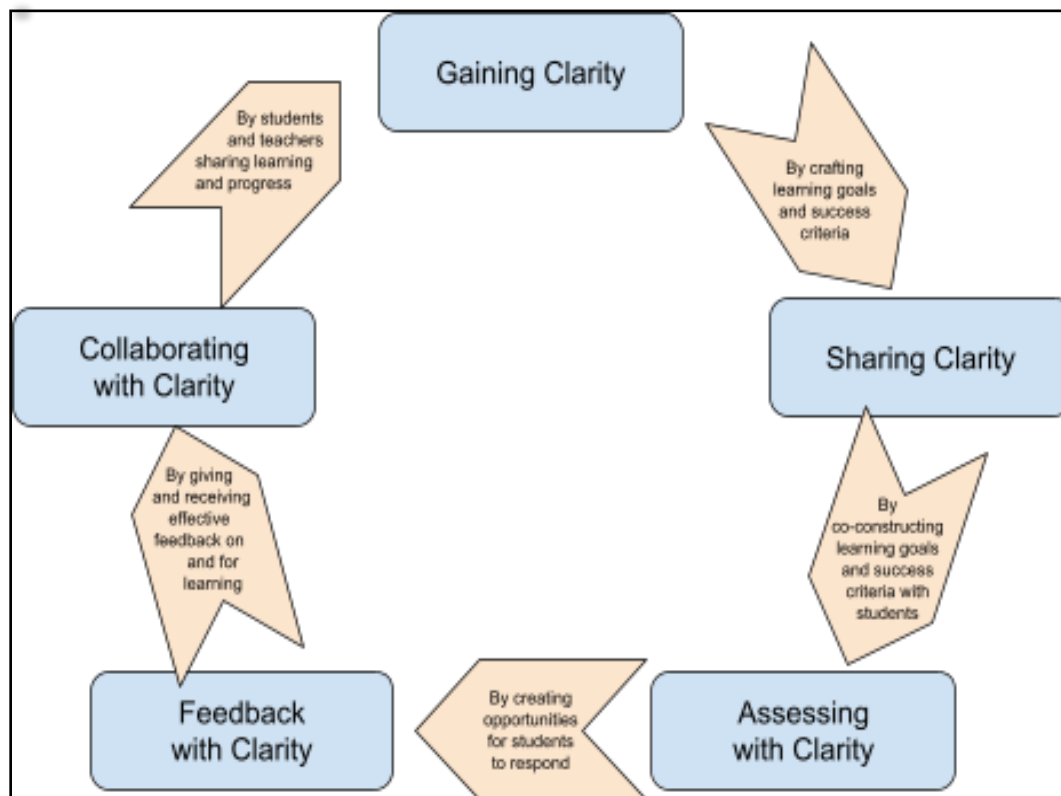 Gaining Clarity
By crafting
learning goals
and success
criteria
Sharing Clarity
By
co-constructing
learning goals
and success
criteria with
students
Assessing
with Clarity
By creating
opportunities
for students
to respond
Feedback
with Clarity
By giving
and receiving
effective
feedback on
and for
learning
Collaborating
with Clarity
By students
and teachers
sharing learning
and progress